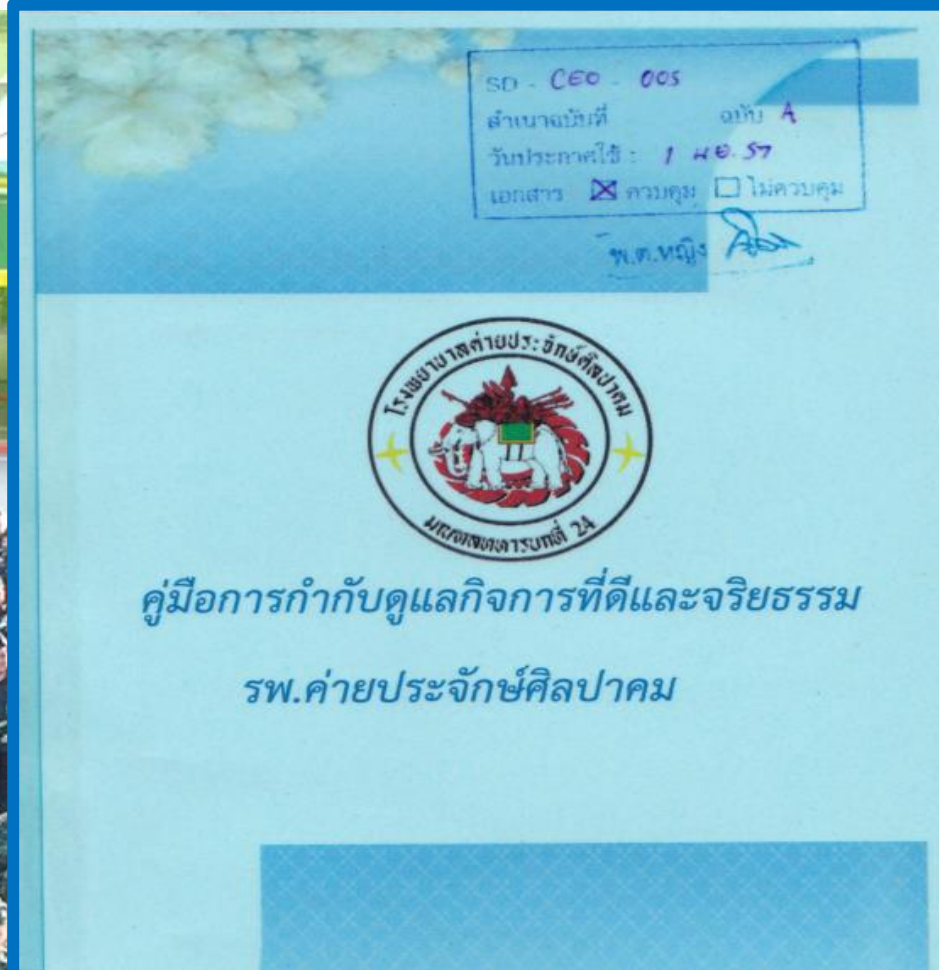 SD - CEO - 005
สำเนาฉบับที่ ฉบับ A
วันประกาศใช้ : 1 เม.ย. 57
เอกสาร ☒ ควบคุม ☐ ไม่ควบคุม
พ.ต.หญิง
โรงพยาบาลค่ายประจักษ์ศิลปาคม
มณฑลทหารบกที่ 24
คู่มือการกำกับดูแลกิจการที่ดีและจริยธรรม
รพ.ค่ายประจักษ์ศิลปาคม